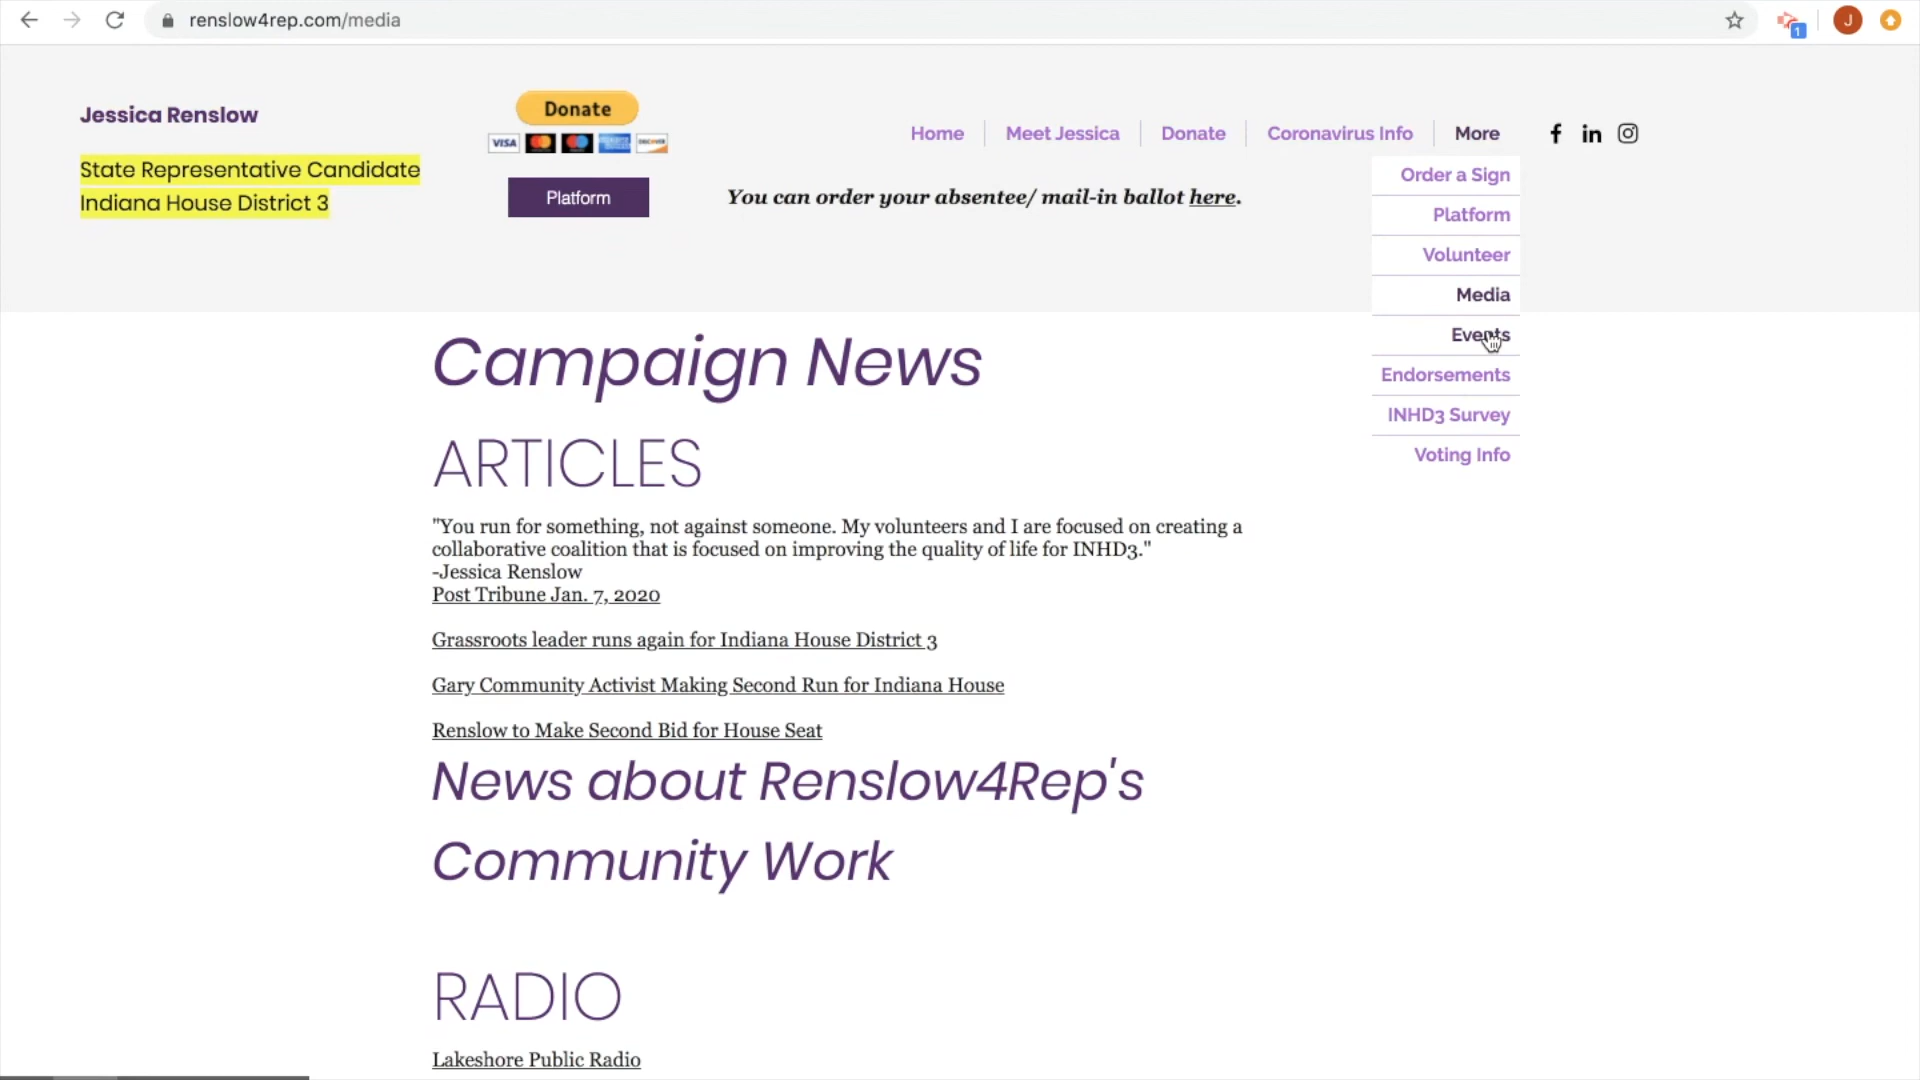 renslow4rep.com/media
J
1
Jessica Renslow
State Representative Candidate
Indiana House District 3
Donate
VISA
DISCOVER
Platform
Home
Meet Jessica
Donate
Coronavirus Info
More
You can order your absentee/ mail-in ballot here.
Order a Sign
Platform
Volunteer
Media
Events
Endorsements
INHD3 Survey
Voting Info
Campaign News
ARTICLES
"You run for something, not against someone. My volunteers and I are focused on creating a
collaborative coalition that is focused on improving the quality of life for INHD3."
-Jessica Renslow
Post Tribune Jan. 7, 2020
Grassroots leader runs again for Indiana House District 3
Gary Community Activist Making Second Run for Indiana House
Renslow to Make Second Bid for House Seat
News about Renslow4Rep's
Community Work
RADIO
Lakeshore Public Radio